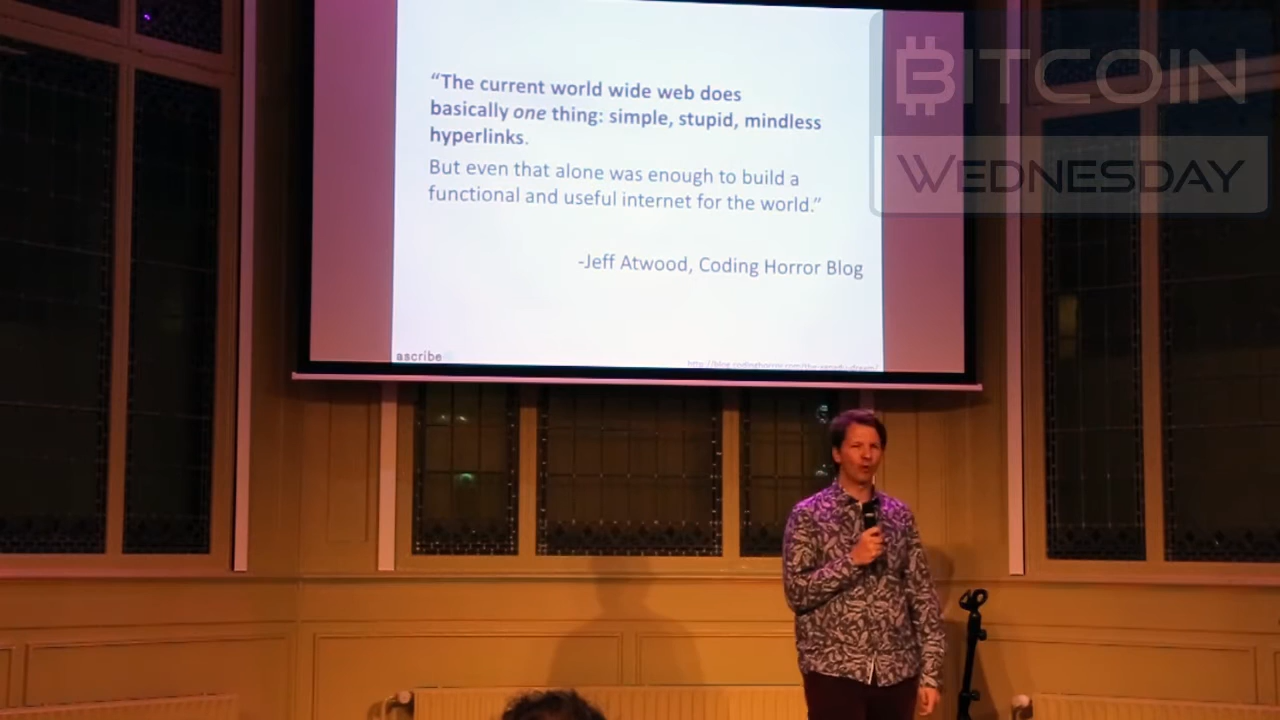 “The current world wide web does
basically one thing: simple, stupid, mindless
hyperlinks.
But even that alone was enough to build a
functional and useful internet for the world.”
-Jeff Atwood, Coding Horror Blog
ascribe
BITCOIN
WEDNESDAY